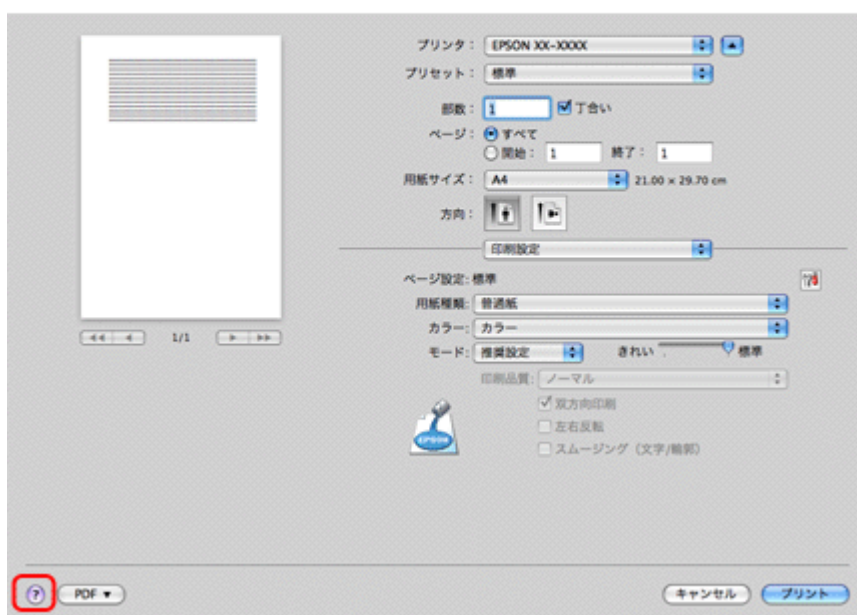 プリンタ： EPSON XX-XXXX
プリセット： 標準
部数： 1 丁合い
ページ： すべて
開始： 1 終了： 1
用紙サイズ： A4 21.00 × 29.70 cm
方向：
印刷設定
ページ設定: 標準
用紙種類: 普通紙
カラー: カラー
モード: 推奨設定 きれい 標準
印刷品質: ノーマル
双方向印刷
左右反転
スムージング（文字/輪郭）
EPSON
1/1
? PDF キャンセル プリント